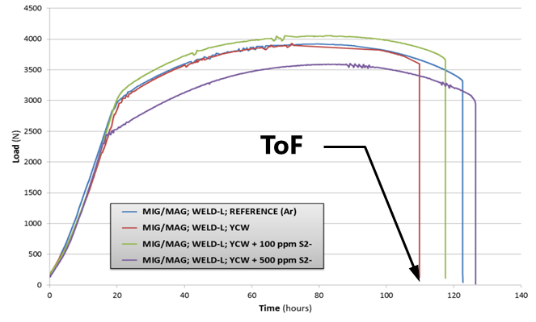 4500
4000
3500
3000
2500
2000
1500
1000
500
0
Load (N)
ToF
MIG/MAG; WELD-L; REFERENCE (Ar)
MIG/MAG; WELD-L; YCW
MIG/MAG; WELD-L; YCW + 100 ppm S2-
MIG/MAG; WELD-L; YCW + 500 ppm S2-
0 20 40 60 80 100 120 140
Time (hours)